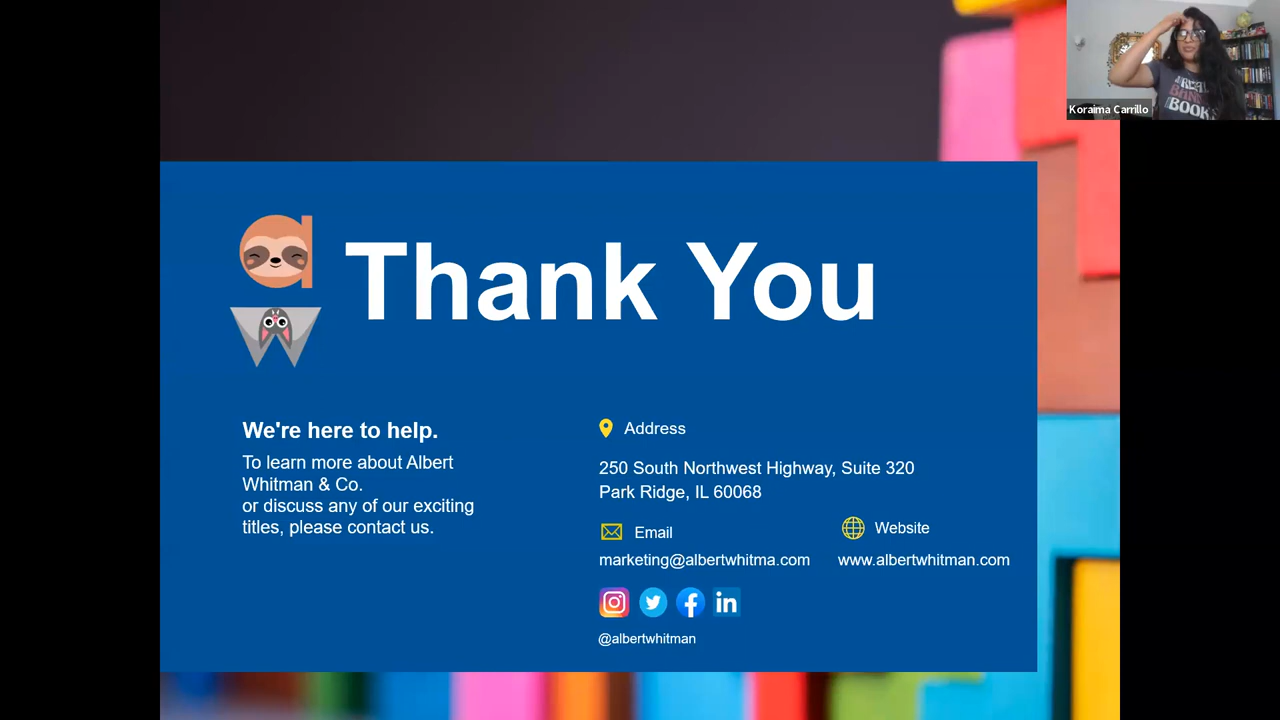 Koraima Carrillo
a
w
Thank You
We're here to help.
To learn more about Albert
Whitman & Co.
or discuss any of our exciting
titles, please contact us.
Address
250 South Northwest Highway, Suite 320
Park Ridge, IL 60068
Email
marketing@albertwhitma.com
Website
www.albertwhitman.com
@albertwhitman